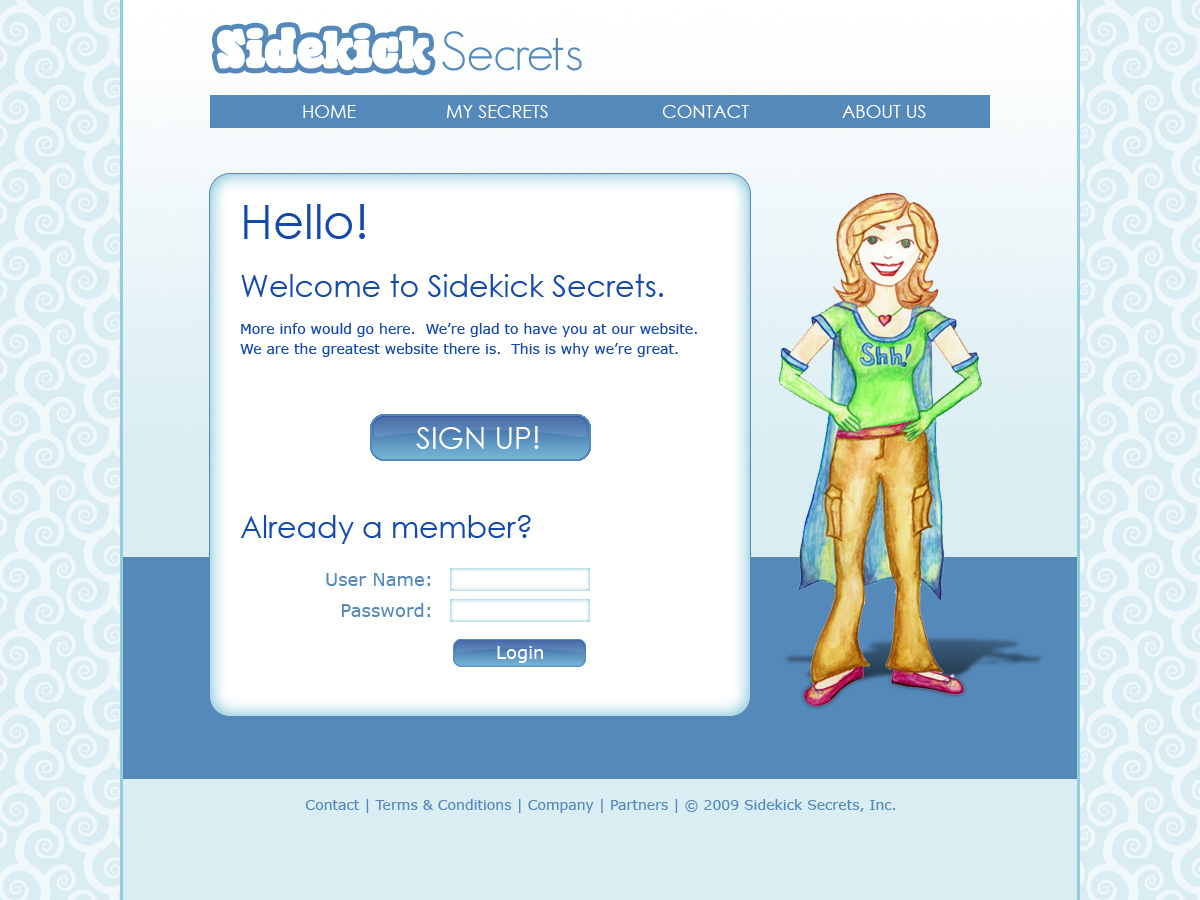 Sidekick Secrets
HOME MY SECRETS CONTACT ABOUT US
Hello!
Welcome to Sidekick Secrets.
More info would go here.  We’re glad to have you at our website.
We are the greatest website there is.  This is why we’re great.
Shh!
SIGN UP!
Already a member?
User Name:
Password:
Login
Contact | Terms & Conditions | Company | Partners | © 2009 Sidekick Secrets, Inc.